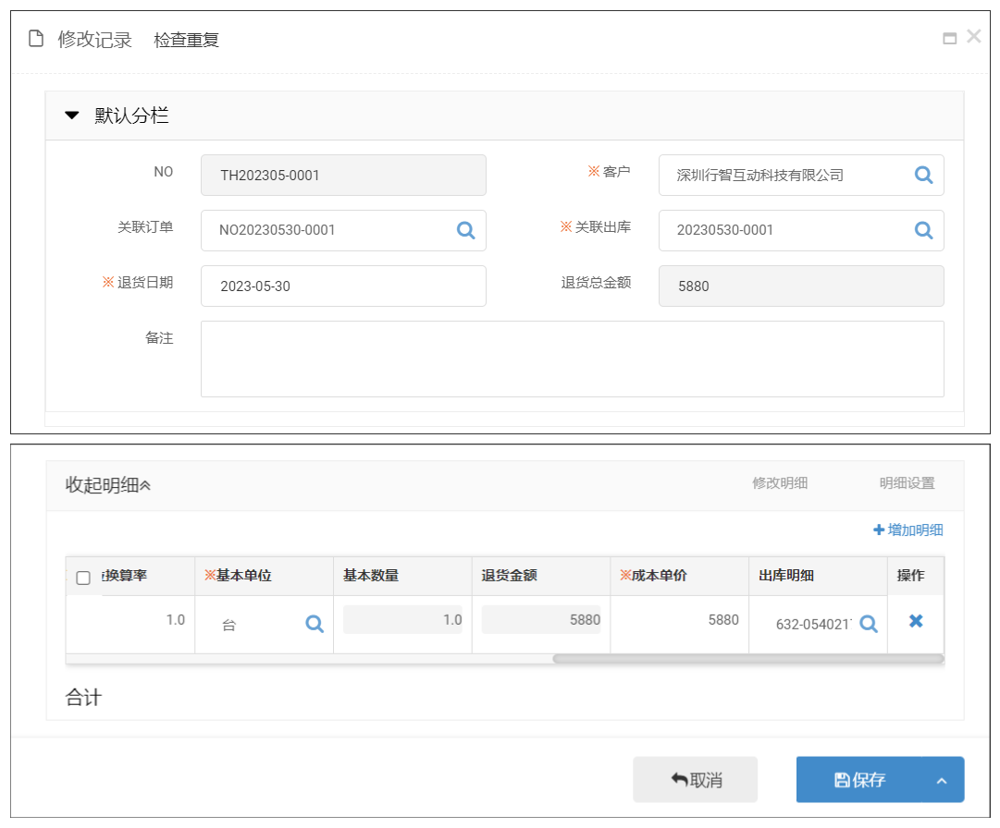 修改记录 检查重复
默认分栏
NO TH202305-0001 ※客户 深圳行智互动科技有限公司
关联订单 NO20230530-0001 ※关联出库 20230530-0001
※退货日期 2023-05-30 退货总金额 5880
备注
收起明细
修改明细 明细设置
增加明细
换算率 ※基本单位 基本数量 退货金额 ※成本单价 出库明细 操作
1.0 台 1.0 5880 5880 632-054021
合计
取消 保存